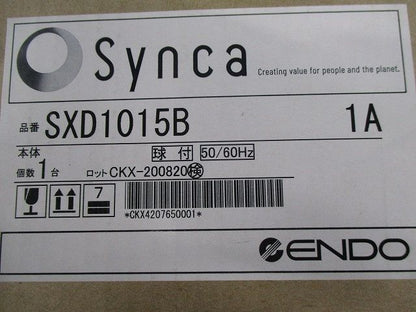 Synca
Creating value for people and the planet.
品番 SXD1015B 1A
本体 球付 50/60Hz
個数 1台 ロット CKX-200820 検
7
*CKX4207650001*
ENDO